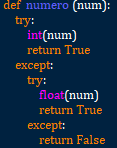 def numero (num):
    try:
        int(num)
        return True
    except:
        try:
            float(num)
            return True
        except:
            return False